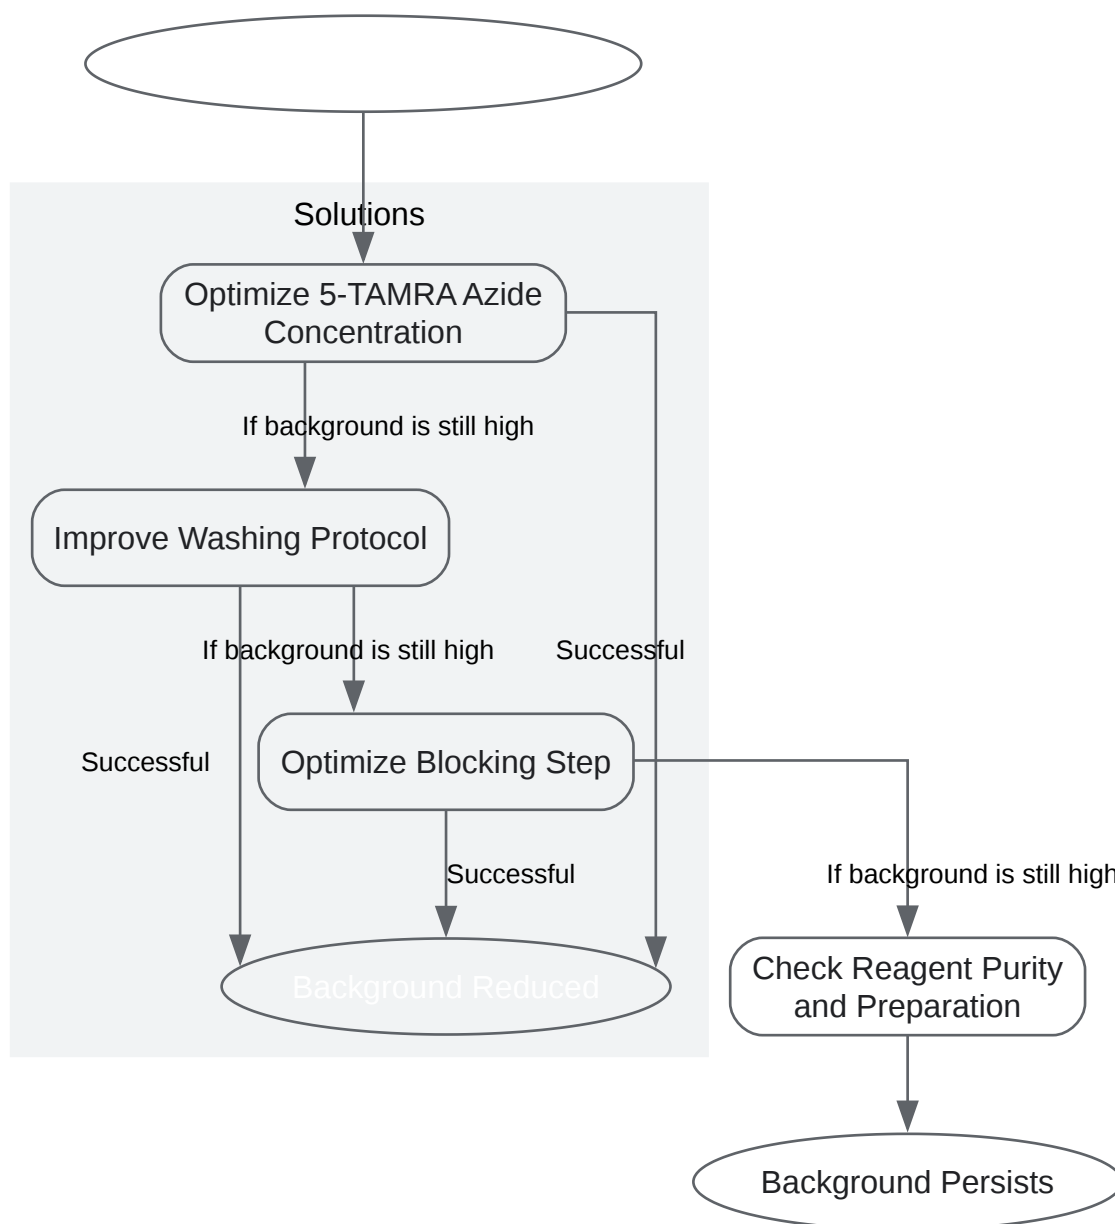 Solutions
Optimize 5-TAMRA Azide
Concentration
If background is still high
Improve Washing Protocol
If background is still high
Successful
Successful
Optimize Blocking Step
Successful
If background is still high
Background Reduced
Check Reagent Purity
and Preparation
Background Persists